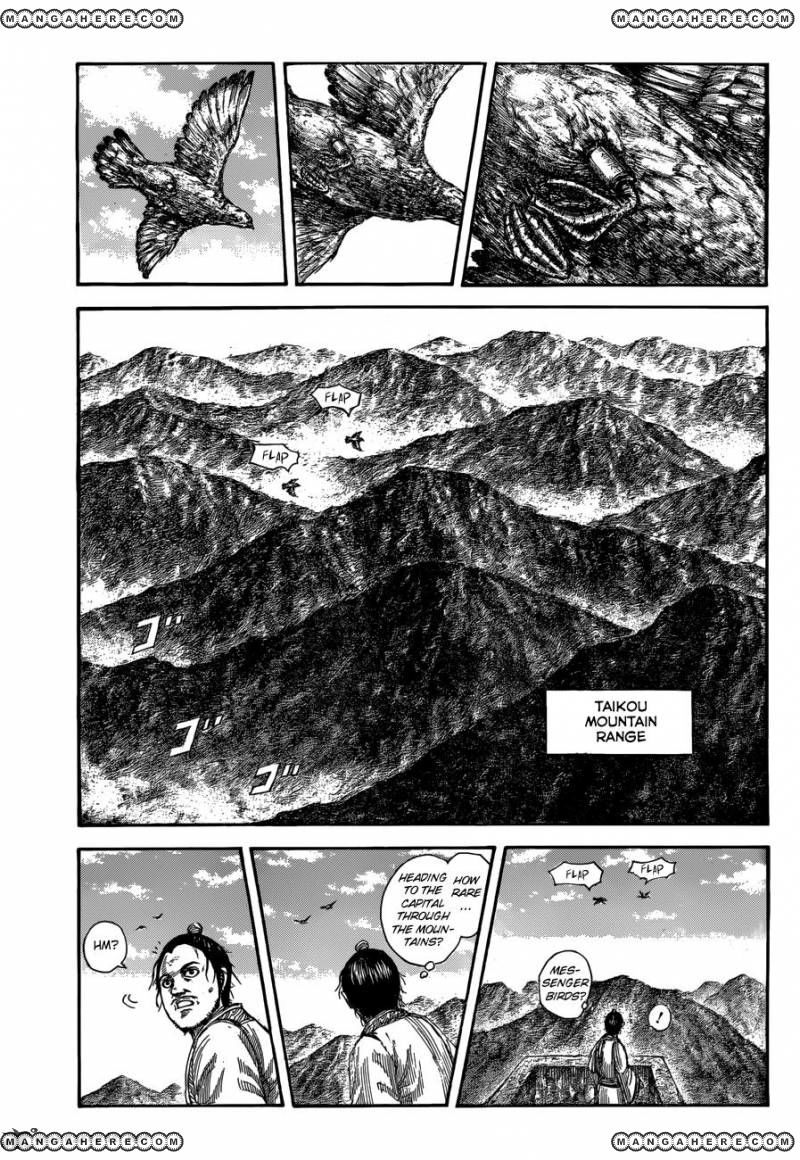 MANGAHERE.COM
MANGAHERE.COM
FLAP
FLAP
ゴ
ゴ
ゴ
TAIKOU
MOUNTAIN
RANGE
FLAP
FLAP
MES-
SENGER
BIRDS?
!
HOW
RARE
...
HEADING
TO THE
CAPITAL
THROUGH
THE MOUN-
TAINS?
HM?
MANGAHERE.COM
MANGAHERE.COM